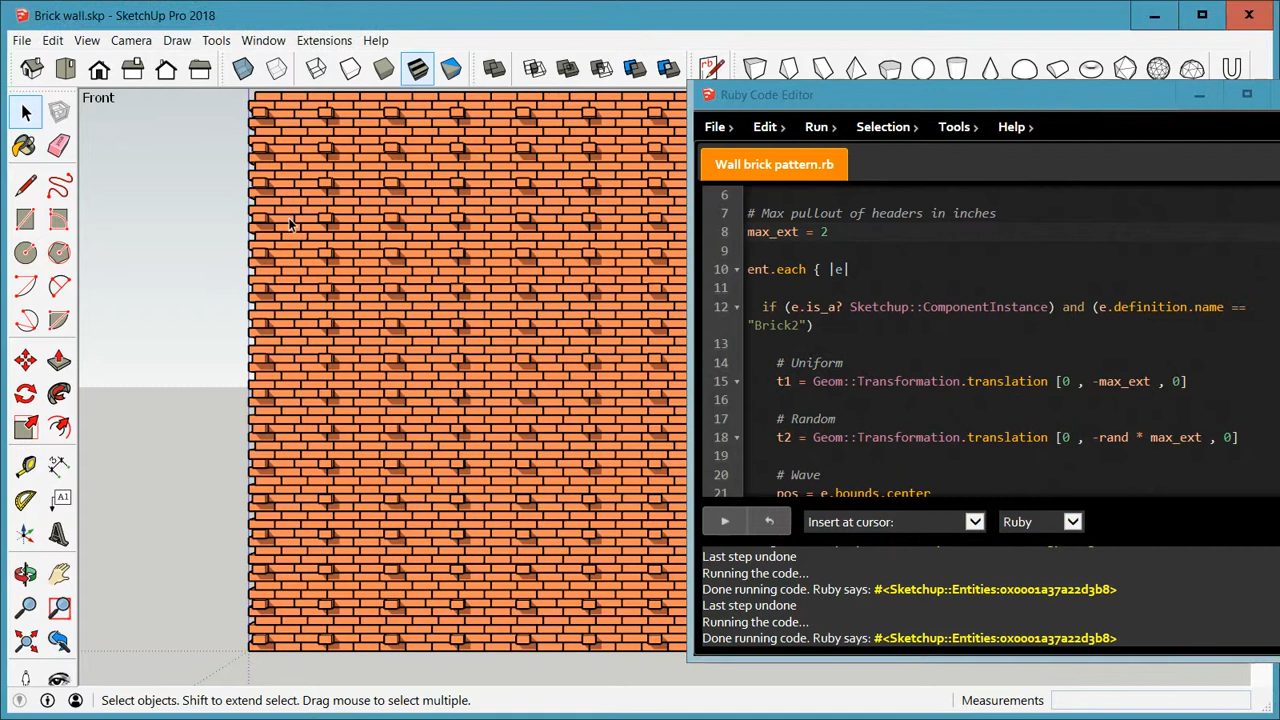 Brick wall.skp - SketchUp Pro 2018
File Edit View Camera Draw Tools Window Extensions Help
rb
Front
A1
Ruby Code Editor
File Edit Run Selection Tools Help
Wall brick pattern.rb
6
7 # Max pullout of headers in inches
8 max_ext = 2
9
10 ent.each { |e|
11
12 if (e.is_a? Sketchup::ComponentInstance) and (e.definition.name ==
"Brick2")
13
14 # Uniform
15 t1 = Geom::Transformation.translation [0 , -max_ext , 0]
16
17 # Random
18 t2 = Geom::Transformation.translation [0 , -rand * max_ext , 0]
19
20 # Wave
21 pos = e.bounds.center
Insert at cursor: Ruby
Last step undone
Running the code...
Done running code. Ruby says: #<Sketchup::Entities:0x0001a37a22d3b8>
Last step undone
Running the code...
Done running code. Ruby says: #<Sketchup::Entities:0x0001a37a22d3b8>
Select objects. Shift to extend select. Drag mouse to select multiple.
Measurements